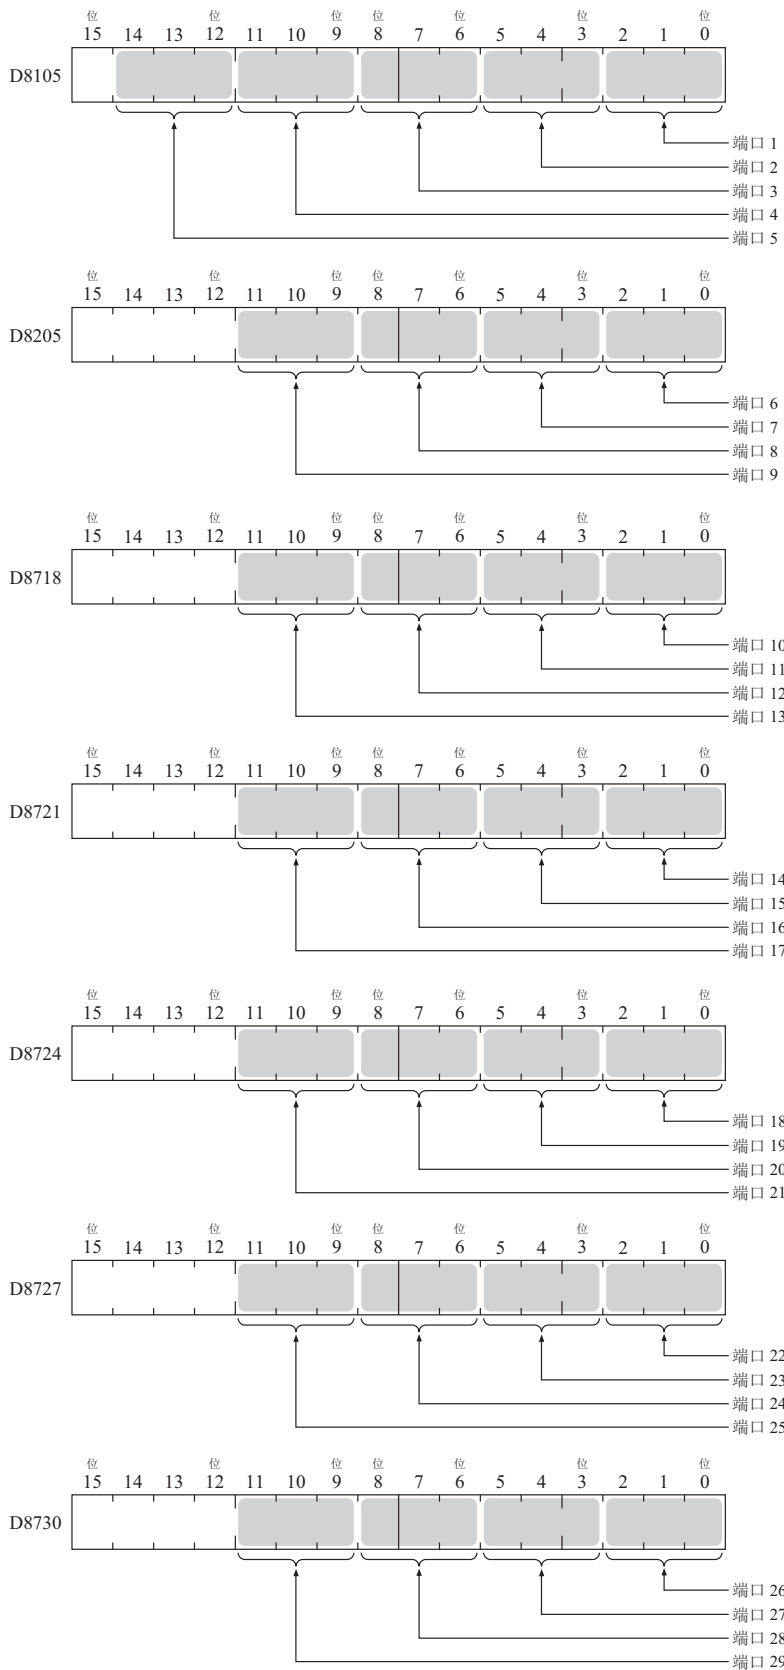 位 位 位 位 位 位 位
15 14 13 12 11 10 9 8 7 6 5 4 3 2 1 0
D8105
端口 1
端口 2
端口 3
端口 4
端口 5
位 位 位 位 位 位 位
15 14 13 12 11 10 9 8 7 6 5 4 3 2 1 0
D8205
端口 6
端口 7
端口 8
端口 9
位 位 位 位 位 位 位
15 14 13 12 11 10 9 8 7 6 5 4 3 2 1 0
D8718
端口 10
端口 11
端口 12
端口 13
位 位 位 位 位 位 位
15 14 13 12 11 10 9 8 7 6 5 4 3 2 1 0
D8721
端口 14
端口 15
端口 16
端口 17
位 位 位 位 位 位 位
15 14 13 12 11 10 9 8 7 6 5 4 3 2 1 0
D8724
端口 18
端口 19
端口 20
端口 21
位 位 位 位 位 位 位
15 14 13 12 11 10 9 8 7 6 5 4 3 2 1 0
D8727
端口 22
端口 23
端口 24
端口 25
位 位 位 位 位 位 位
15 14 13 12 11 10 9 8 7 6 5 4 3 2 1 0
D8730
端口 26
端口 27
端口 28
端口 29